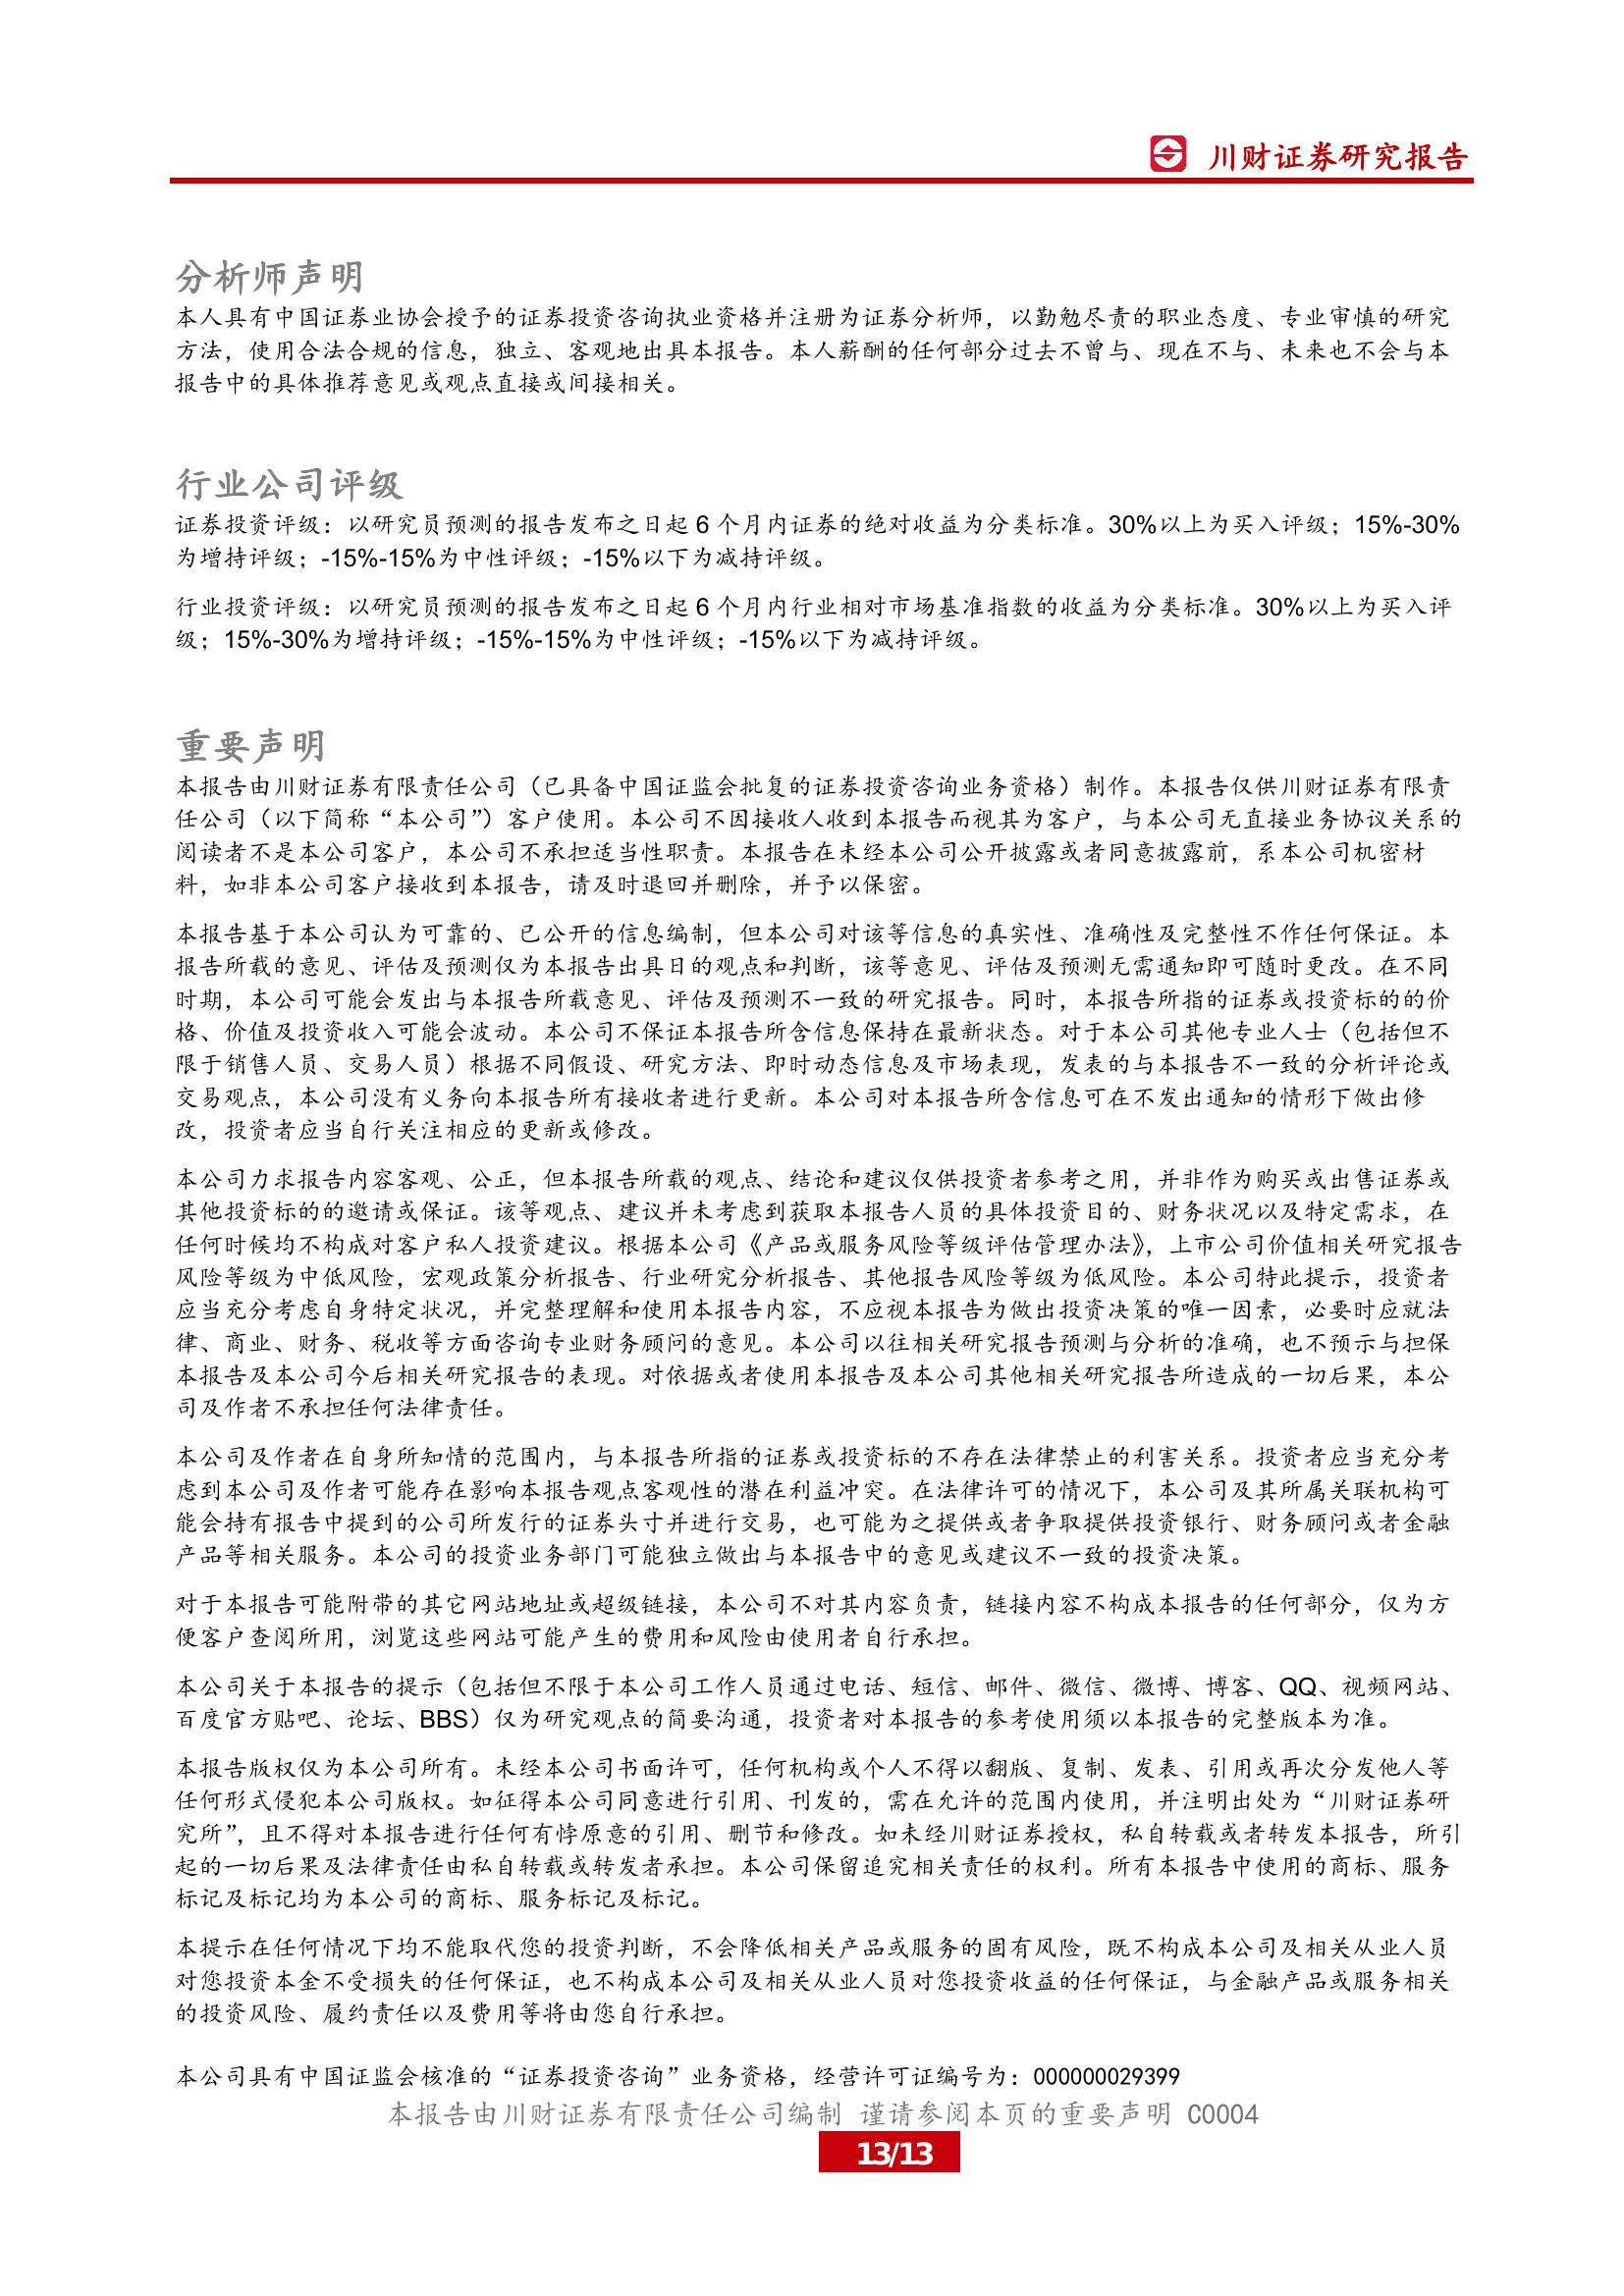 川财证券研究报告
分析师声明
本人具有中国证券业协会授予的证券投资咨询执业资格并注册为证券分析师，以勤勉尽责的职业态度、专业审慎的研究
方法，使用合法合规的信息，独立、客观地出具本报告。本人薪酬的任何部分过去不曾与、现在不与、未来也不会与本
报告中的具体推荐意见或观点直接或间接相关。
行业公司评级
证券投资评级：以研究员预测的报告发布之日起 6 个月内证券的绝对收益为分类标准。30%以上为买入评级；15%-30%
为增持评级；-15%-15%为中性评级；-15%以下为减持评级。
行业投资评级：以研究员预测的报告发布之日起 6 个月内行业相对市场基准指数的收益为分类标准。30%以上为买入评
级；15%-30%为增持评级；-15%-15%为中性评级；-15%以下为减持评级。
重要声明
本报告由川财证券有限责任公司（已具备中国证监会批复的证券投资咨询业务资格）制作。本报告仅供川财证券有限责
任公司（以下简称“本公司”）客户使用。本公司不因接收人收到本报告而视其为客户，与本公司无直接业务协议关系的
阅读者不是本公司客户，本公司不承担适当性职责。本报告在未经本公司公开披露或者同意披露前，系本公司机密材
料，如非本公司客户接收到本报告，请及时退回并删除，并予以保密。
本报告基于本公司认为可靠的、已公开的信息编制，但本公司对该等信息的真实性、准确性及完整性不作任何保证。本
报告所载的意见、评估及预测仅为本报告出具日的观点和判断，该等意见、评估及预测无需通知即可随时更改。在不同
时期，本公司可能会发出与本报告所载意见、评估及预测不一致的研究报告。同时，本报告所指的证券或投资标的的价
格、价值及投资收入可能会波动。本公司不保证本报告所含信息保持在最新状态。对于本公司其他专业人士（包括但不
限于销售人员、交易人员）根据不同假设、研究方法、即时动态信息及市场表现，发表的与本报告不一致的分析评论或
交易观点，本公司没有义务向本报告所有接收者进行更新。本公司对本报告所含信息可在不发出通知的情形下做出修
改，投资者应当自行关注相应的更新或修改。
本公司力求报告内容客观、公正，但本报告所载的观点、结论和建议仅供投资者参考之用，并非作为购买或出售证券或
其他投资标的的邀请或保证。该等观点、建议并未考虑到获取本报告人员的具体投资目的、财务状况以及特定需求，在
任何时候均不构成对客户私人投资建议。根据本公司《产品或服务风险等级评估管理办法》，上市公司价值相关研究报告
风险等级为中低风险，宏观政策分析报告、行业研究分析报告、其他报告风险等级为低风险。本公司特此提示，投资者
应当充分考虑自身特定状况，并完整理解和使用本报告内容，不应视本报告为做出投资决策的唯一因素，必要时应就法
律、商业、财务、税收等方面咨询专业财务顾问的意见。本公司以往相关研究报告预测与分析的准确，也不预示与担保
本报告及本公司今后相关研究报告的表现。对依据或者使用本报告及本公司其他相关研究报告所造成的一切后果，本公
司及作者不承担任何法律责任。
本公司及作者在自身所知情的范围内，与本报告所指的证券或投资标的不存在法律禁止的利害关系。投资者应当充分考
虑到本公司及作者可能存在影响本报告观点客观性的潜在利益冲突。在法律许可的情况下，本公司及其所属关联机构可
能会持有报告中提到的公司所发行的证券头寸并进行交易，也可能为之提供或者争取提供投资银行、财务顾问或者金融
产品等相关服务。本公司的投资业务部门可能独立做出与本报告中的意见或建议不一致的投资决策。
对于本报告可能附带的其它网站地址或超级链接，本公司不对其内容负责，链接内容不构成本报告的任何部分，仅为方
便客户查阅所用，浏览这些网站可能产生的费用和风险由使用者自行承担。
本公司关于本报告的提示（包括但不限于本公司工作人员通过电话、短信、邮件、微信、微博、博客、QQ、视频网站、
百度官方贴吧、论坛、BBS）仅为研究观点的简要沟通，投资者对本报告的参考使用须以本报告的完整版本为准。
本报告版权仅为本公司所有。未经本公司书面许可，任何机构或个人不得以翻版、复制、发表、引用或再次分发他人等
任何形式侵犯本公司版权。如征得本公司同意进行引用、刊发的，需在允许的范围内使用，并注明出处为“川财证券研
究所”，且不得对本报告进行任何有悖原意的引用、删节和修改。如未经川财证券授权，私自转载或者转发本报告，所引
起的一切后果及法律责任由私自转载或转发者承担。本公司保留追究相关责任的权利。所有本报告中使用的商标、服务
标记及标记均为本公司的商标、服务标记及标记。
本提示在任何情况下均不能取代您的投资判断，不会降低相关产品或服务的固有风险，既不构成本公司及相关从业人员
对您投资本金不受损失的任何保证，也不构成本公司及相关从业人员对您投资收益的任何保证，与金融产品或服务相关
的投资风险、履约责任以及费用等将由您自行承担。
本公司具有中国证监会核准的“证券投资咨询”业务资格，经营许可证编号为：000000029399
本报告由川财证券有限责任公司编制 谨请参阅本页的重要声明 C0004
13/13